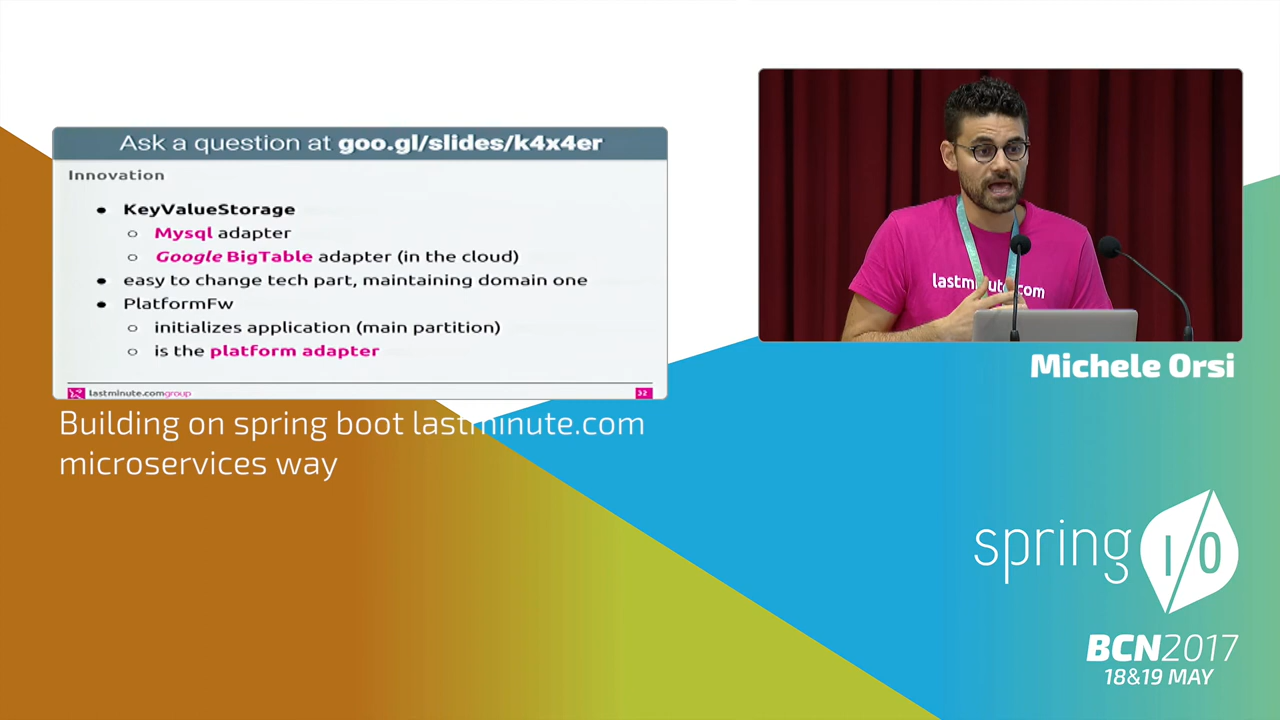 Ask a question at goo.gl/slides/k4x4er
Innovation
● KeyValueStorage
○ Mysql adapter
○ Google BigTable adapter (in the cloud)
● easy to change tech part, maintaining domain one
● PlatformFw
○ initializes application (main partition)
○ is the platform adapter
lastminute.comgroup
32
lastminute.com
Michele Orsi
Building on spring boot lastminute.com
microservices way
spring I/O
BCN2017
18&19 MAY